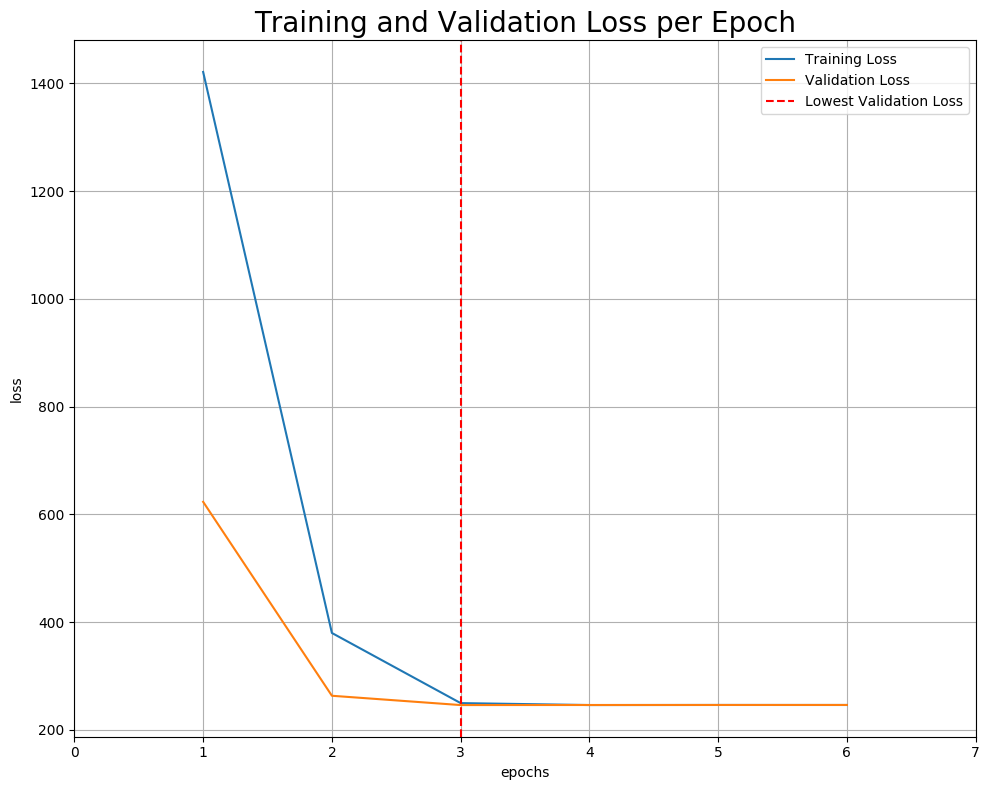 Training and Validation Loss per Epoch
Training Loss
Validation Loss
Lowest Validation Loss
1400
1200
1000
800
600
400
200
loss
0 1 2 3 4 5 6 7
epochs